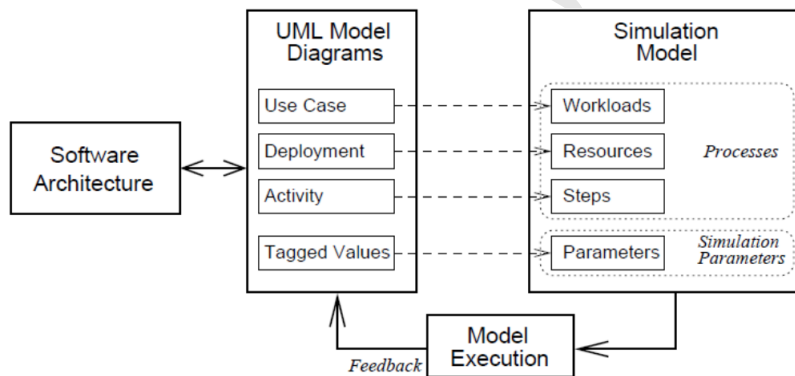 UML Model
Diagrams
Simulation
Model
Use Case
Workloads
Deployment
Resources
Processes
Software
Architecture
Activity
Steps
Tagged Values
Parameters
Simulation
Parameters
Model
Execution
Feedback